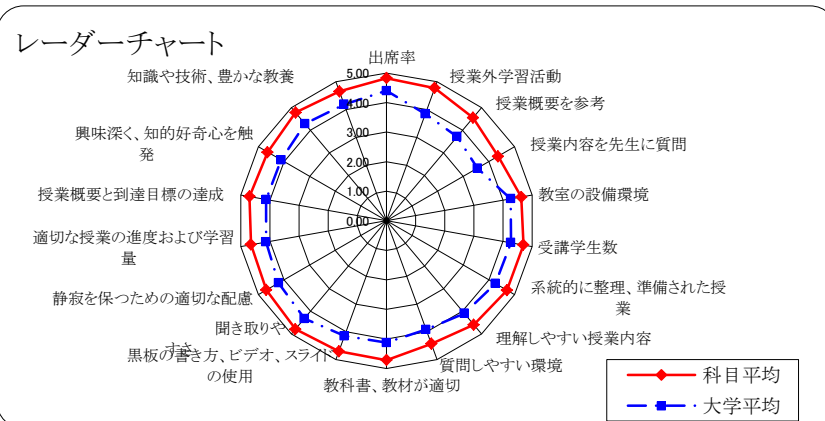 レーダーチャート
出席率
授業外学習活動
授業概要を参考
授業内容を先生に質問
教室の設備環境
受講学生数
系統的に整理、準備された授
業
理解しやすい授業内容
質問しやすい環境
教科書、教材が適切
黒板の書き方、ビデオ、スライド
の使用
聞き取りや
すさ
静寂を保つための適切な配慮
適切な授業の進度および学習
量
授業概要と到達目標の達成
興味深く、知的好奇心を触
発
知識や技術、豊かな教養
5.00
4.00
3.00
2.00
1.00
0.00
科目平均
大学平均